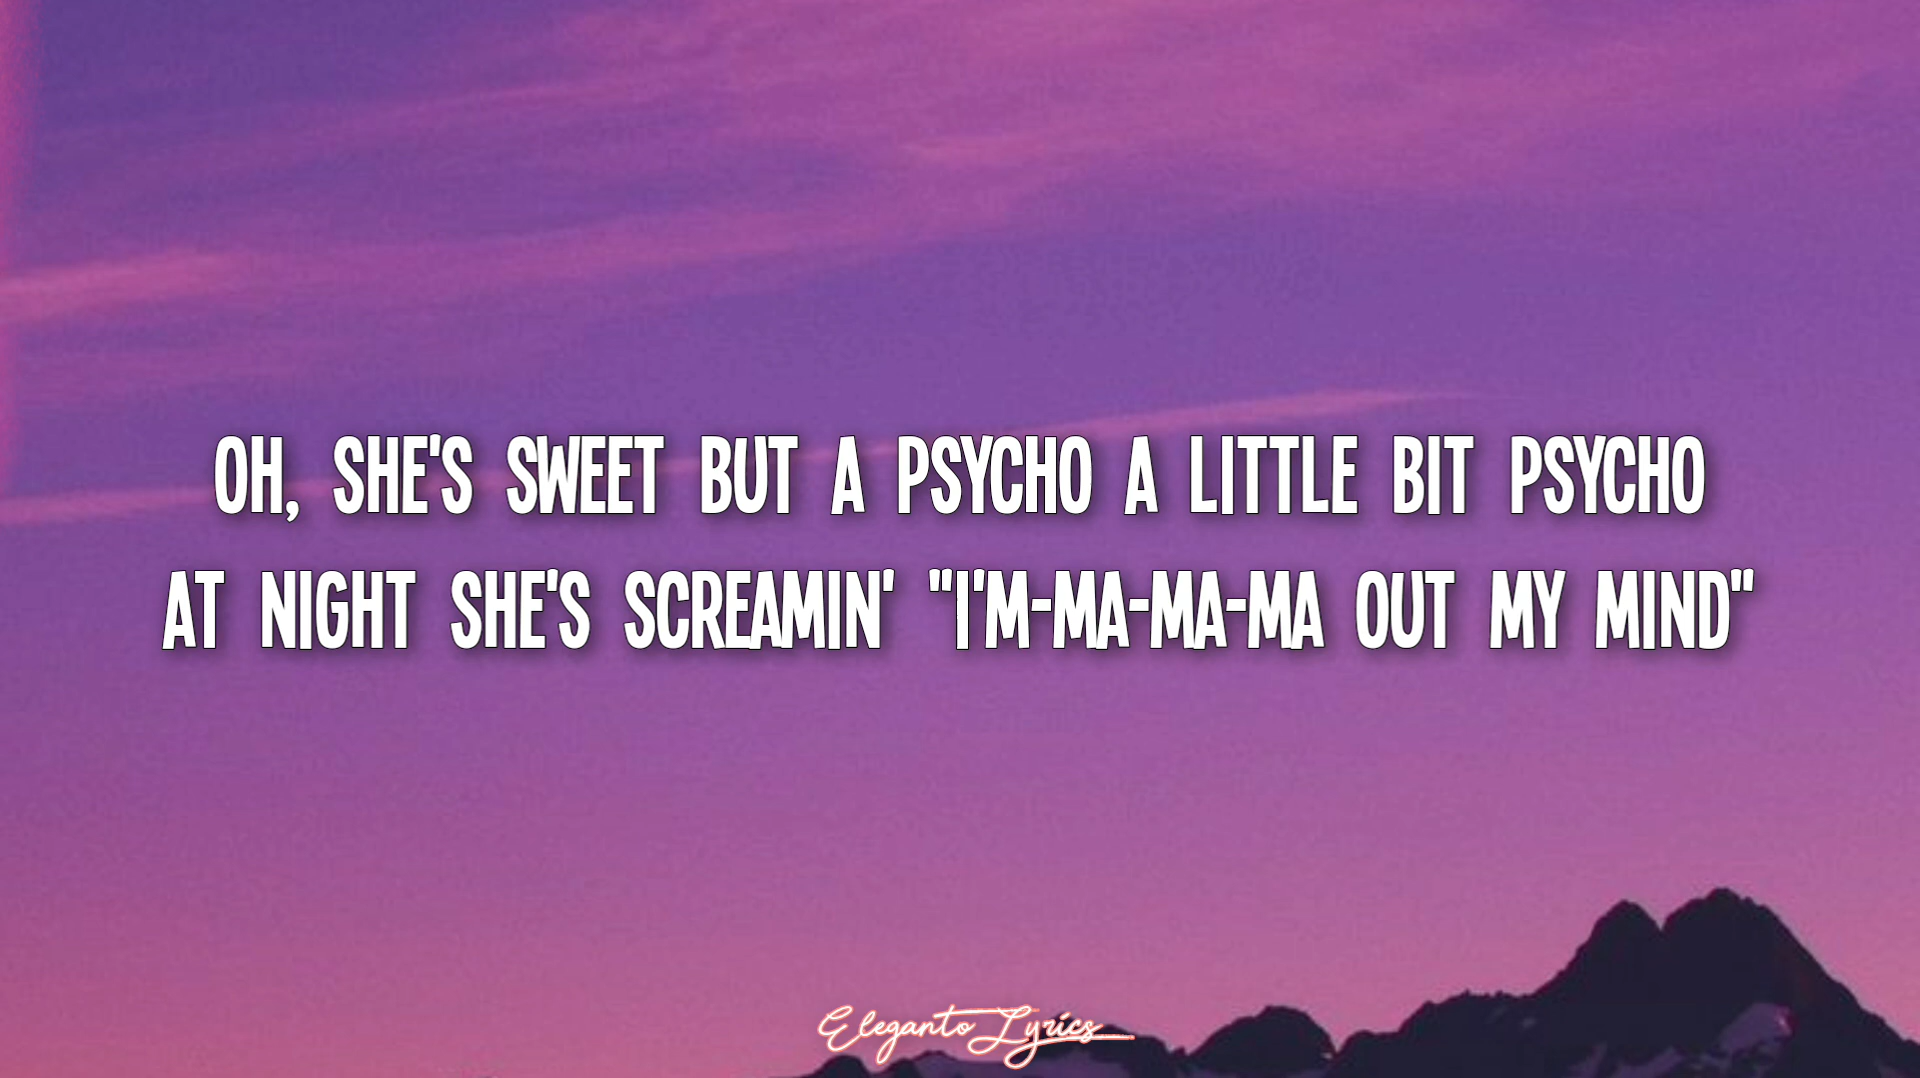 OH, SHE'S SWEET BUT A PSYCHO A LITTLE BIT PSYCHO
AT NIGHT SHE'S SCREAMIN' "I'M-MA-MA-MA OUT MY MIND"
Eleganto Lyrics